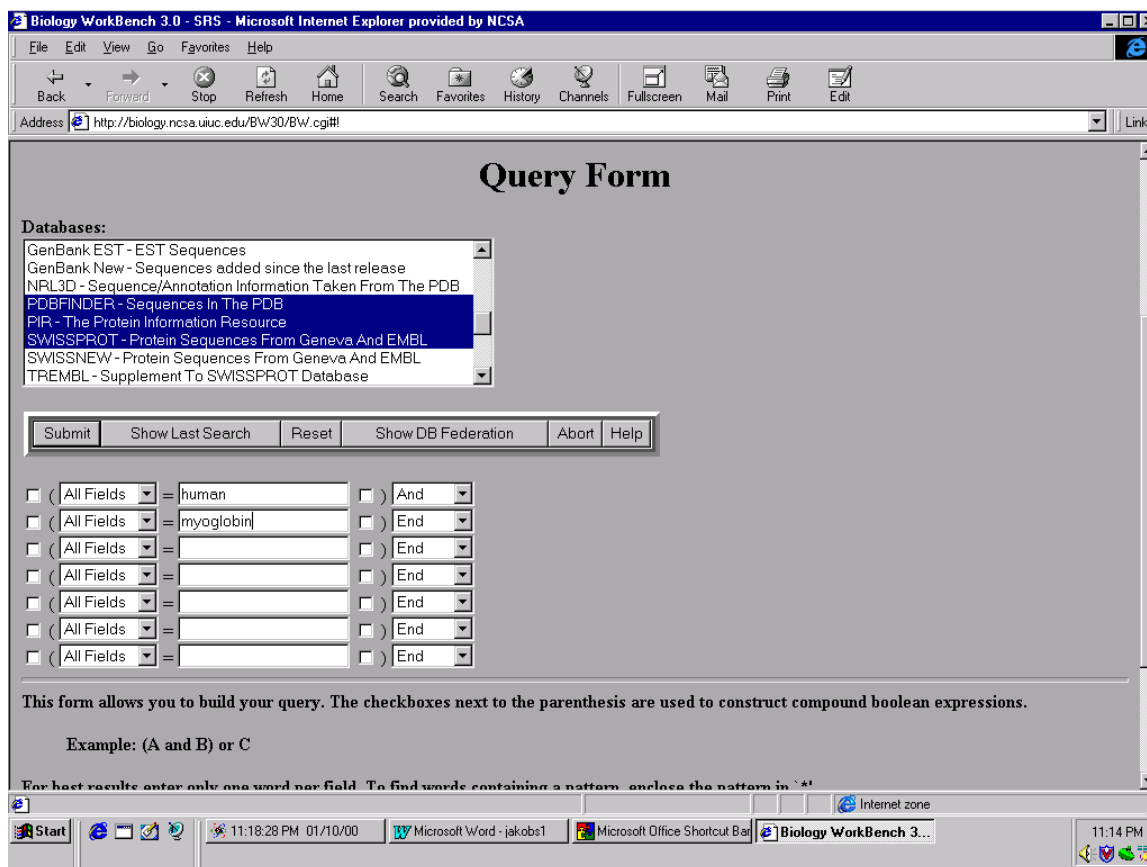 Biology WorkBench 3.0 - SRS - Microsoft Internet Explorer provided by NCSA
File Edit View Go Favorites Help
Back Forward Stop Refresh Home Search Favorites History Channels Fullscreen Mail Print Edit
Address http://biology.ncsa.uiuc.edu/BW30/BW.cgi#! Link
Query Form
Databases:
GenBank EST - EST Sequences
GenBank New - Sequences added since the last release
NRL3D - Sequence/Annotation Information Taken From The PDB
PDBFINDER - Sequences In The PDB
PIR - The Protein Information Resource
SWISSPROT - Protein Sequences From Geneva And EMBL
SWISSNEW - Protein Sequences From Geneva And EMBL
TREMBL - Supplement To SWISSPROT Database
Submit Show Last Search Reset Show DB Federation Abort Help
( All Fields = human ) And
( All Fields = myoglobin ) End
( All Fields = ) End
( All Fields = ) End
( All Fields = ) End
( All Fields = ) End
( All Fields = ) End
This form allows you to build your query. The checkboxes next to the parenthesis are used to construct compound boolean expressions.
Example: (A and B) or C
For best results enter only one word per field. To find words containing a pattern, enclose the pattern in `*'
Internet zone
Start 11:18:28 PM 01/10/00 Microsoft Word - jakobs1 Microsoft Office Shortcut Bar Biology WorkBench 3... 11:14 PM